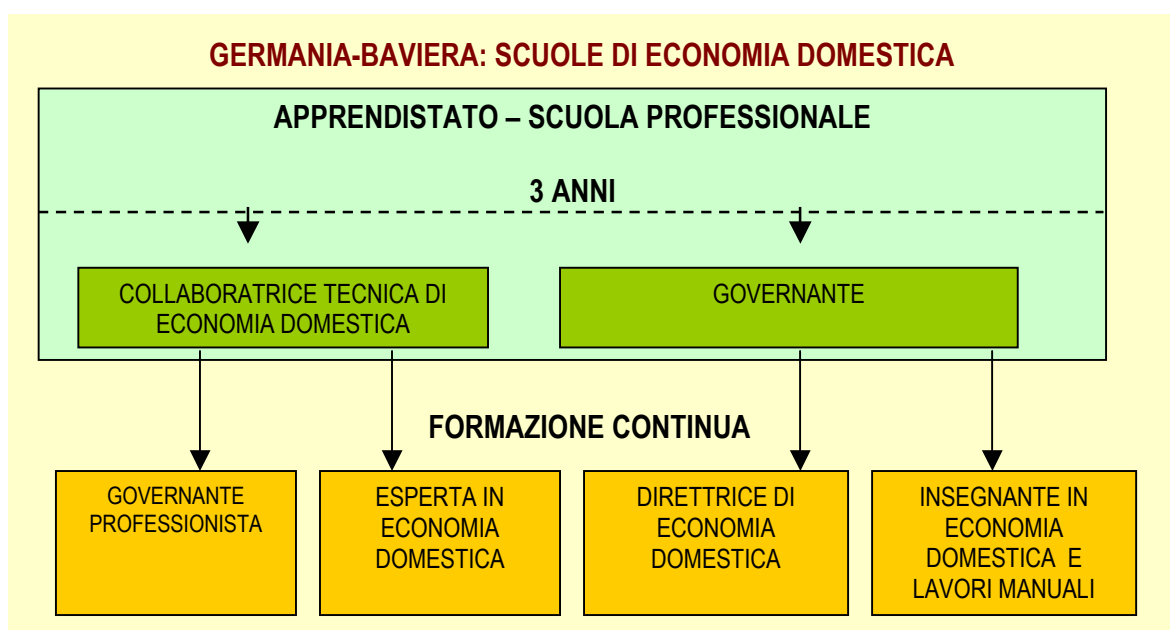 GERMANIA-BAVIERA: SCUOLE DI ECONOMIA DOMESTICA
APPRENDISTATO – SCUOLA PROFESSIONALE
3 ANNI
COLLABORATRICE TECNICA DI
ECONOMIA DOMESTICA
GOVERNANTE
FORMAZIONE CONTINUA
GOVERNANTE
PROFESSIONISTA
ESPERTA IN
ECONOMIA
DOMESTICA
DIRETTRICE DI
ECONOMIA
DOMESTICA
INSEGNANTE IN
ECONOMIA
DOMESTICA E
LAVORI MANUALI